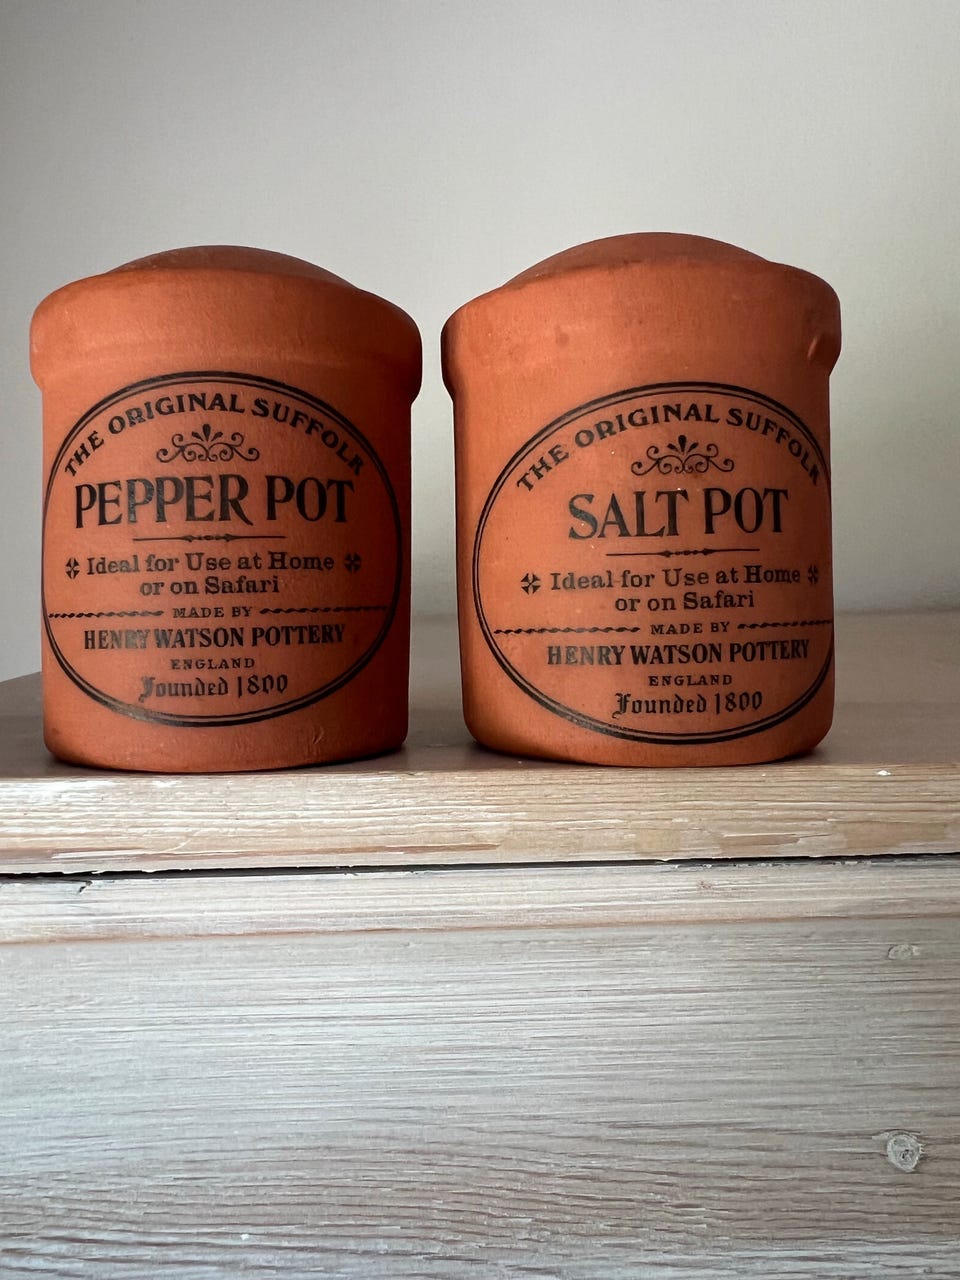 THE ORIGINAL SUFFOLK
PEPPER POT
Ideal for Use at Home
or on Safari
MADE BY
HENRY WATSON POTTERY
ENGLAND
Founded 1800
THE ORIGINAL SUFFOLK
SALT POT
Ideal for Use at Home
or on Safari
MADE BY
HENRY WATSON POTTERY
ENGLAND
Founded 1800